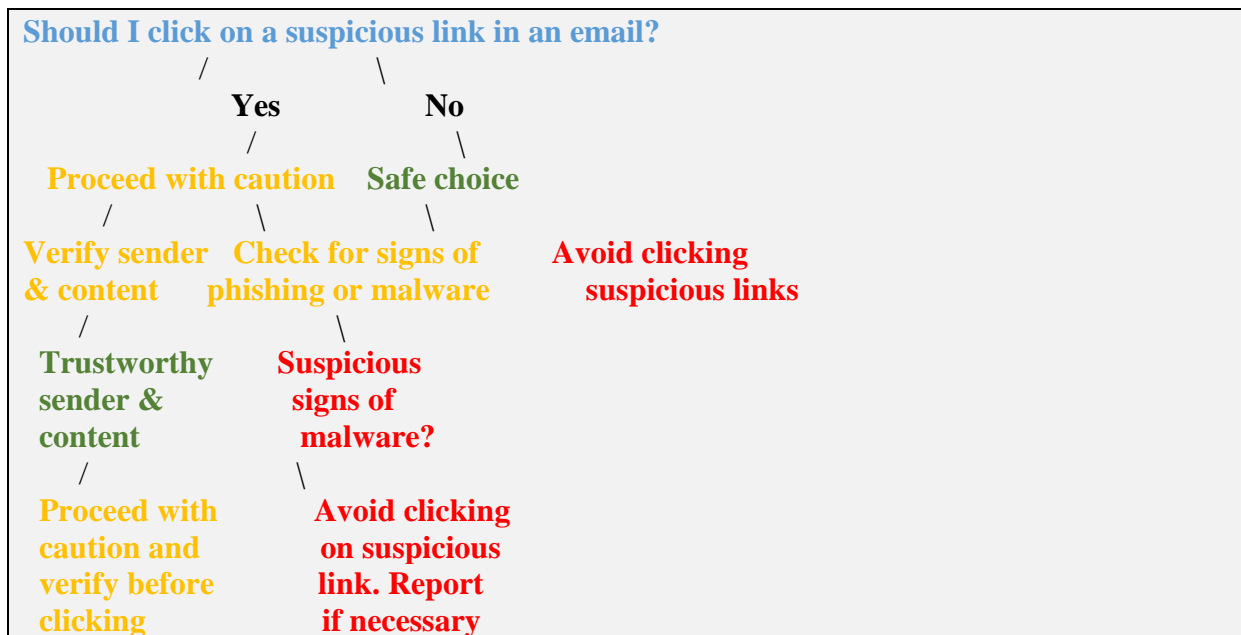 Should I click on a suspicious link in an email?
/ \
Yes No
/ \
Proceed with caution Safe choice
/ \ \
Verify sender Check for signs of Avoid clicking
& content phishing or malware suspicious links
/ \
Trustworthy Suspicious
sender & signs of
content malware?
/ \
Proceed with Avoid clicking
caution and on suspicious
verify before link. Report
clicking if necessary